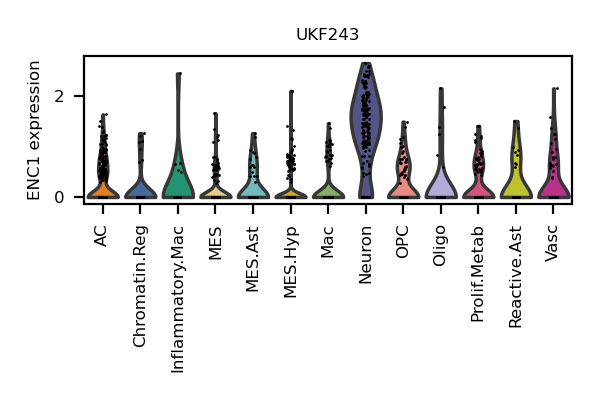 UKF243
ENC1 expression
2
0
AC
Chromatin.Reg
Inflammatory.Mac
MES
MES.Ast
MES.Hyp
Mac
Neuron
OPC
Oligo
Prolif.Metab
Reactive.Ast
Vasc